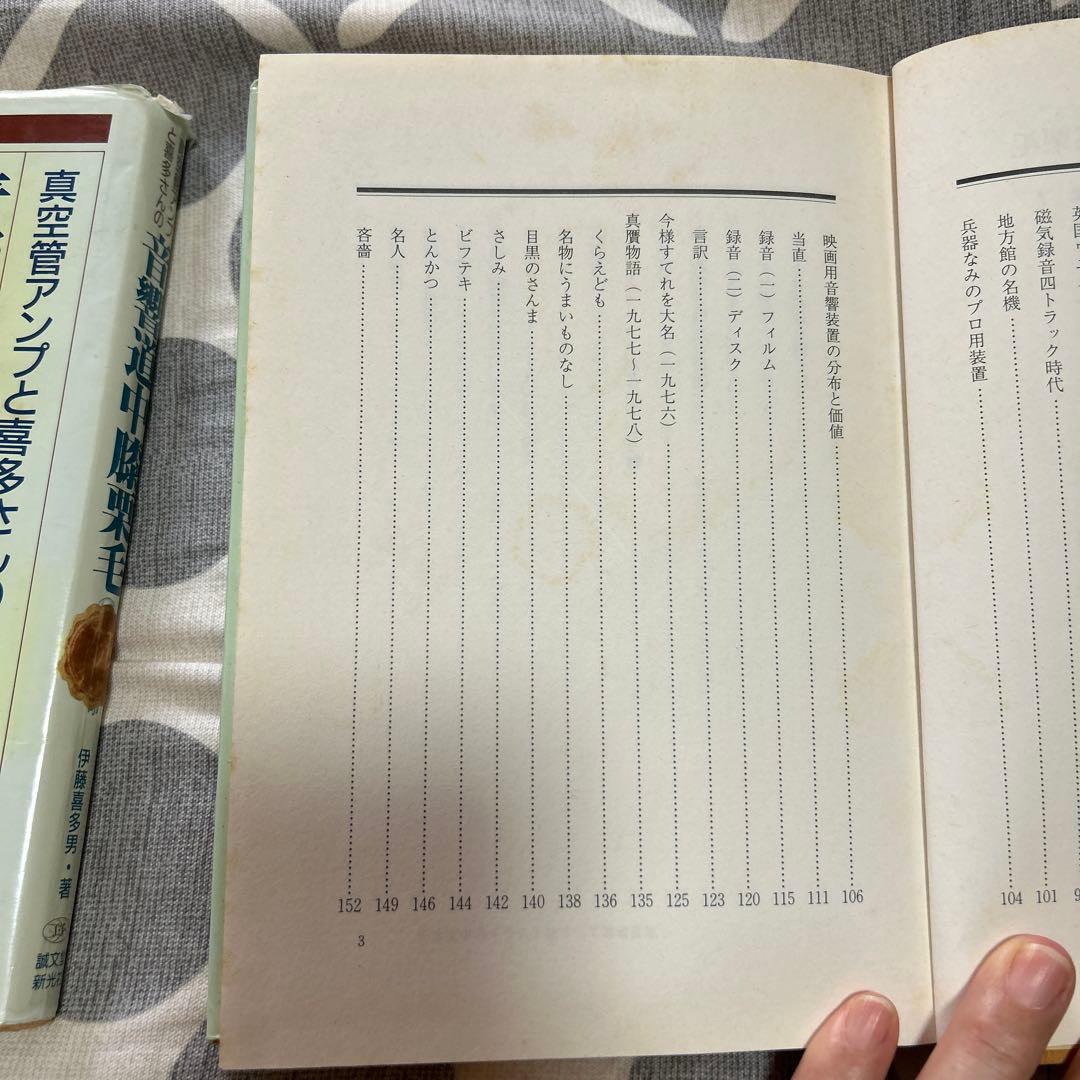 兵器なみのプロ用装置
地方館の名機 104
磁気録音四トラック時代 101
英国
映画用音響装置の分布と価値 106
当直 111
録音（一）フィルム 115
録音（二）ディスク 120
言訳 123
今様すてれを大名（一九七六） 125
真贋物語（一九七七〜一九七八） 135
くらえども 136
名物にうまいものなし 138
目黒のさんま 140
さしみ 142
ビフテキ 144
とんかつ 146
名人 149
吝嗇 152
3
真空管アンプと喜多さんの
と喜多さんの
音響道中膝栗毛
伊藤喜多男・著
誠文堂
新光社